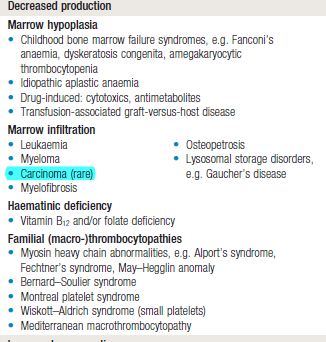 Decreased production
Marrow hypoplasia
• Childhood bone marrow failure syndromes, e.g. Fanconi's
anaemia, dyskeratosis congenita, amegakaryocytic
thrombocytopenia
• Idiopathic aplastic anaemia
• Drug-induced: cytotoxics, antimetabolites
• Transfusion-associated graft-versus-host disease
Marrow infiltration
• Leukaemia
• Myeloma
• Carcinoma (rare)
• Myelofibrosis
• Osteopetrosis
• Lysosomal storage disorders,
e.g. Gaucher's disease
Haematinic deficiency
• Vitamin B₁₂ and/or folate deficiency
Familial (macro-)thrombocytopathies
• Myosin heavy chain abnormalities, e.g. Alport's syndrome,
Fechtner's syndrome, May–Hegglin anomaly
• Bernard–Soulier syndrome
• Montreal platelet syndrome
• Wiskott–Aldrich syndrome (small platelets)
• Mediterranean macrothrombocytopathy